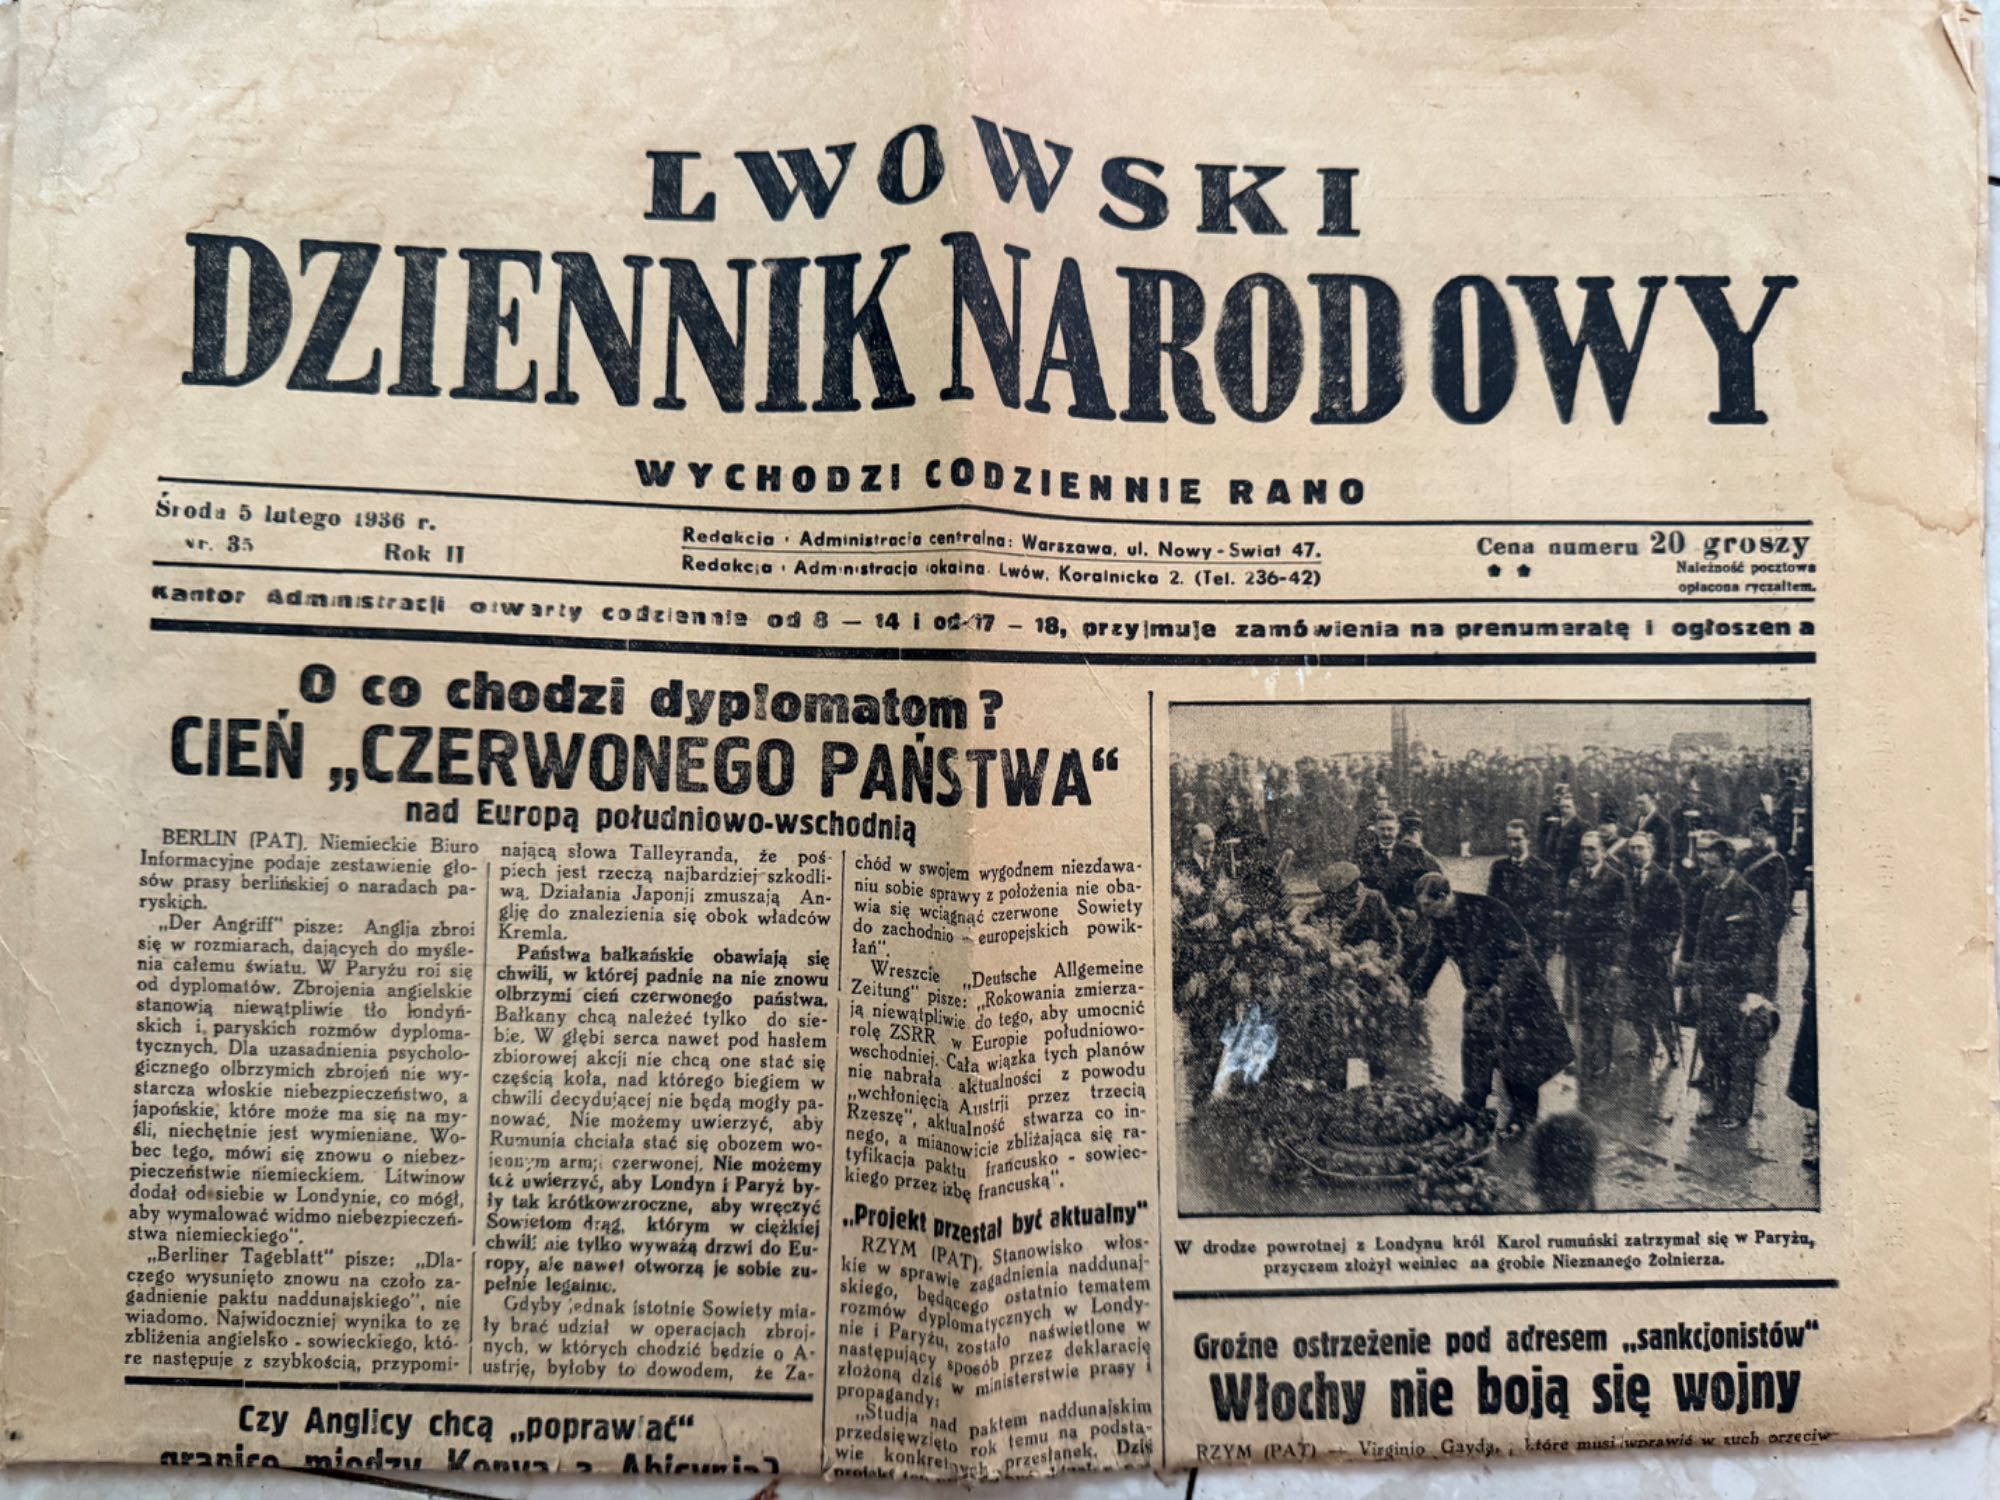 LWOWSKI
DZIENNIK NARODOWY
WYCHODZI CODZIENNIE RANO
Środa 5 lutego 1936 r.
Nr. 35 Rok II
Redakcja i Administracja centralna: Warszawa, ul. Nowy-Swiat 47.
Redakcja i Administracja lokalna. Lwów, Koralnicka 2. (Tel. 236-42)
Cena numeru 20 groszy
Należność pocztowa
opłacona ryczałtem.
Kantor Administracji otwarty codziennie od 8 — 14 i od 17 — 18, przyjmuje zamówienia na prenumeratę i ogłoszenia
O co chodzi dyplomatom?
CIEŃ „CZERWONEGO PAŃSTWA“
nad Europą południowo-wschodnią
BERLIN (PAT). Niemieckie Biuro
Informacyjne podaje zestawienie gło-
sów prasy berlińskiej o naradach pa-
ryskich.
„Der Angriff“ pisze: Anglja zbroi
się w rozmiarach, dających do myśle-
nia całemu światu. W Paryżu roi się
od dyplomatów. Zbrojenia angielskie
stanowią niewątpliwie tło londyń-
skich i paryskich rozmów dyploma-
tycznych. Dla uzasadnienia psycholo-
gicznego olbrzymich zbrojeń nie wy-
starcza włoskie niebezpieczeństwo, a
japońskie, które może ma się na my-
śli, niechętnie jest wymieniane. Wo-
bec tego, mówi się znowu o niebez-
pieczeństwie niemieckiem. Litwinow
dodał od siebie w Londynie, co mógł,
aby wymalować widmo niebezpieczeń-
stwa niemieckiego“.
„Berliner Tageblatt“ pisze: „Dla-
czego wysunięto znowu na czoło za-
gadnienie paktu naddunajskiego“, nie
wiadomo. Najwidoczniej wynika to ze
zbliżenia angielsko - sowieckiego, któ-
re następuje z szybkością, przypomi-
nającą słowa Talleyranda, że poś-
piech jest rzeczą najbardziej szkodli-
wą. Działania Japonji zmuszają An-
glję do znalezienia się obok władców
Kremla.
Państwa bałkańskie obawiają się
chwili, w której padnie na nie znowu
olbrzymi cień czerwonego państwa.
Bałkany chcą należeć tylko do sie-
bie. W głębi serca nawet pod hasłem
zbiorowej akcji nie chcą one stać się
częścią koła, nad którego biegiem w
chwili decydującej nie będą mogły pa-
nować. Nie możemy uwierzyć, aby
Rumunia chciała stać się obozem wo-
jennym armji czerwonej. Nie możemy
też uwierzyć, aby Londyn i Paryż by-
ły tak krótkowzroczne, aby wręczyć
Sowietom drąg, którym w ciężkiej
chwili nie tylko wyważą drzwi do Eu-
ropy, ale nawet otworzą je sobie zu-
pełnie legalnie.
Gdyby jednak istotnie Sowiety mia-
ły brać udział w operacjach zbroj-
nych, w których chodzić będzie o A-
ustrję, byłoby to dowodem, że Za-
chód w swojem wygodnem niezdawa-
niu sobie sprawy z położenia nie oba-
wia się wciągnąć czerwone Sowiety
do zachodnio - europejskich powik-
łań“.
Wreszcie „Deutsche Allgemeine
Zeitung“ pisze: „Rokowania zmierza-
ją niewątpliwie do tego, aby umocnić
rolę ZSRR w Europie południowo-
wschodniej. Cała wiązka tych planów
nie nabrała aktualności z powodu
„wchłonięcia Austrji przez trzecią
Rzeszę“, aktualność stwarza co in-
nego, a mianowicie zbliżająca się ra-
tyfikacja paktu francusko - sowiec-
kiego przez izbę francuską“.
„Projekt przestał być aktualny“
RZYM (PAT). Stanowisko włos-
kie w sprawie zagadnienia naddunaj-
skiego, będącego ostatnio tematem
rozmów dyplomatycznych w Londy-
nie i Paryżu, zostało naświetlone w
następujący sposób przez deklarację
złożoną dziś w ministerstwie prasy i
propagandy:
„Studja nad paktem naddunajskim
przedsięwzięto rok temu na podsta-
wie konkretnych przesłanek. Dziś
W drodze powrotnej z Londynu król Karol rumuński zatrzymał się w Paryżu,
przyczem złożył wieniec na grobie Nieznanego Żołnierza.
Groźne ostrzeżenie pod adresem „sankcjonistów“
Włochy nie boją się wojny
RZYM (PAT) — Virginio Gayda, które musi wprawić w ruch przeciw-
Czy Anglicy chcą „poprawiać“
granice między Kenya a Abisynją?